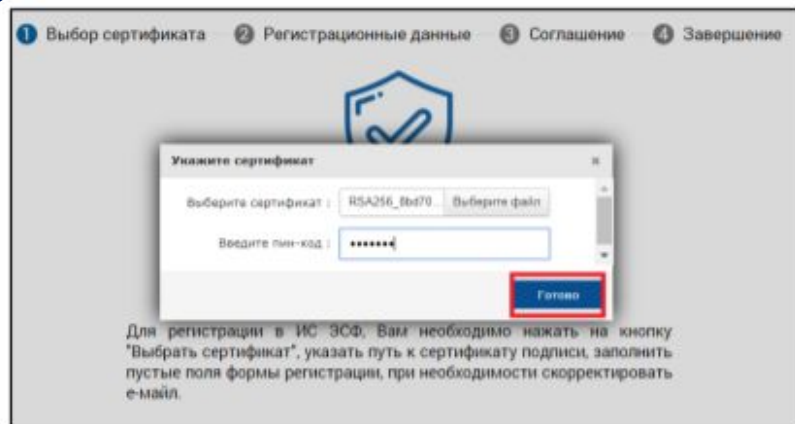 1 Выбор сертификата 2 Регистрационные данные 3 Соглашение 4 Завершение
Укажите сертификат ×
Выберите сертификат : RSA256_8bd70... Выберите файл
Введите пин-код : •••••••
Готово
Для регистрации в ИС ЭСФ, Вам необходимо нажать на кнопку
"Выбрать сертификат", указать путь к сертификату подписи, заполнить
пустые поля формы регистрации, при необходимости скорректировать
е-майл.